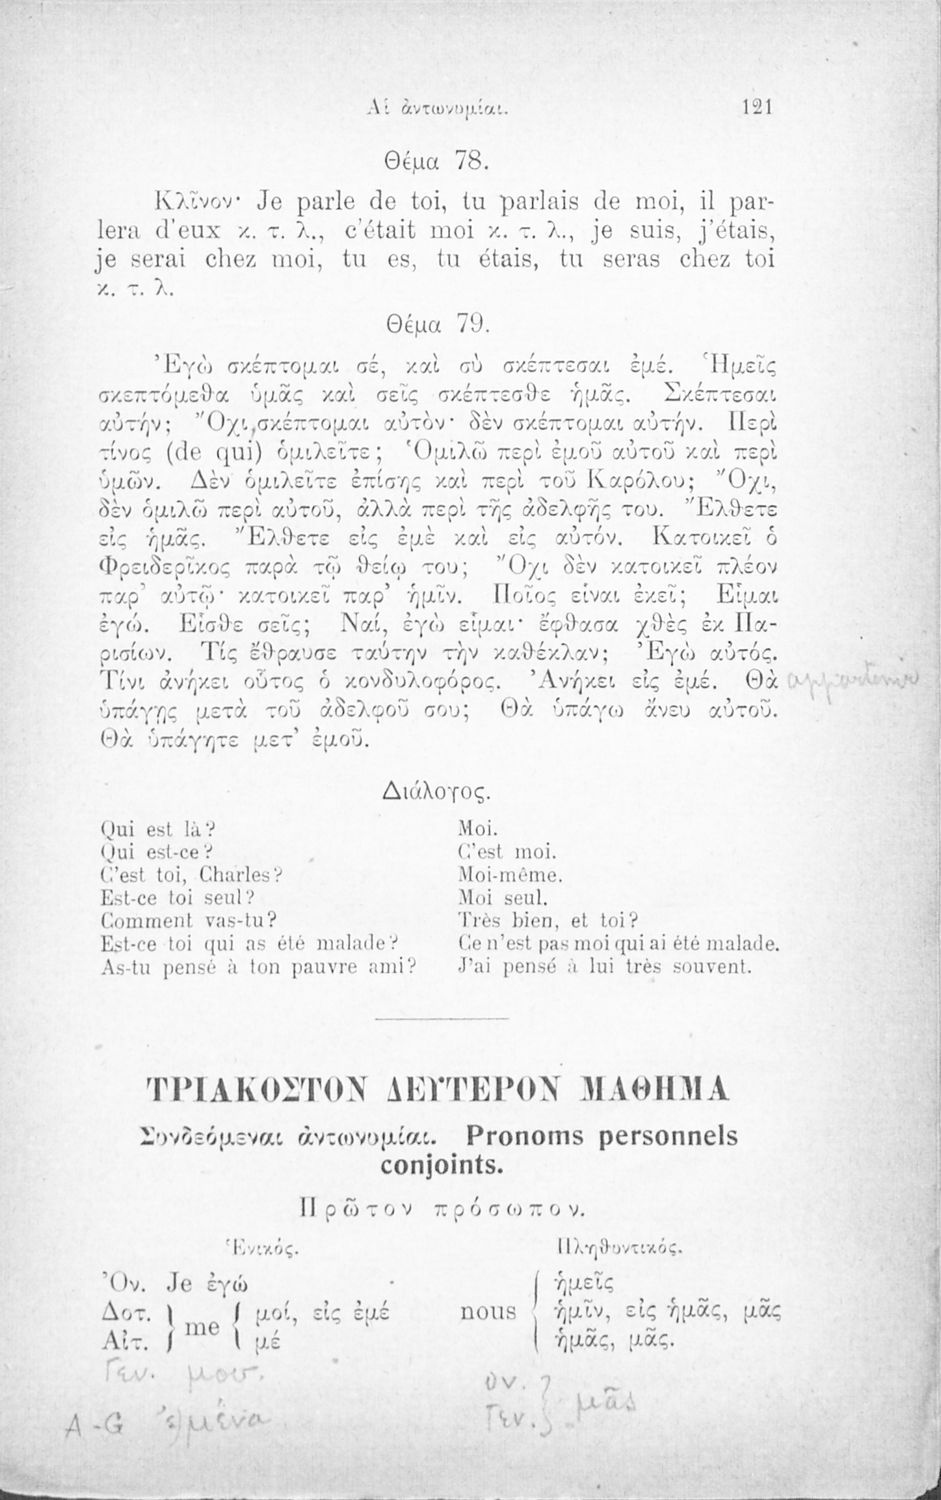 Αἱ ἀντωνυμίαι. 121
Θέμα 78.
Κλῖνον· Je parle de toi, tu parlais de moi, il par-
lera d'eux κ. τ. λ., c'était moi κ. τ. λ., je suis, j'étais,
je serai chez moi, tu es, tu étais, tu seras chez toi
κ. τ. λ.
Θέμα 79.
Ἐγὼ σκέπτομαι σέ, καὶ σὺ σκέπτεσαι ἐμέ. Ἡμεῖς
σκεπτόμεθα ὑμᾶς καὶ σεῖς σκέπτεσθε ἡμᾶς. Σκέπτεσαι
αὐτήν; Ὄχι, σκέπτομαι αὐτὸν· δὲν σκέπτομαι αὐτήν. Περὶ
τίνος (de qui) ὁμιλεῖτε; Ὁμιλῶ περὶ ἐμοῦ αὐτοῦ καὶ περὶ
ὑμῶν. Δὲν ὁμιλεῖτε ἐπίσης καὶ περὶ τοῦ Καρόλου; Ὄχι,
δὲν ὁμιλῶ περὶ αὐτοῦ, ἀλλὰ περὶ τῆς ἀδελφῆς του. Ἔλθετε
εἰς ἡμᾶς. Ἔλθετε εἰς ἐμὲ καὶ εἰς αὐτόν. Κατοικεῖ ὁ
Φρειδερῖκος παρὰ τῷ θείῳ του; Ὄχι δὲν κατοικεῖ πλέον
παρ' αὐτῷ· κατοικεῖ παρ' ἡμῖν. Ποῖος εἶναι ἐκεῖ; Εἶμαι
ἐγώ. Εἶσθε σεῖς; Ναί, ἐγὼ εἶμαι· ἔφθασα χθὲς ἐκ Πα-
ρισίων. Τίς ἔθραυσε ταύτην τὴν καθέκλαν; Ἐγὼ αὐτός.
Τίνι ἀνήκει οὗτος ὁ κονδυλοφόρος. Ἀνήκει εἰς ἐμέ. Θὰ appartenir
ὑπάγῃς μετὰ τοῦ ἀδελφοῦ σου; Θὰ ὑπάγω ἄνευ αὐτοῦ.
Θὰ ὑπάγητε μετ' ἐμοῦ.
Διάλογος.
Qui est là? Moi.
Qui est-ce? C'est moi.
C'est toi, Charles? Moi-même.
Est-ce toi seul? Moi seul.
Comment vas-tu? Très bien, et toi?
Est-ce toi qui as été malade? Ce n'est pas moi qui ai été malade.
As-tu pensé à ton pauvre ami? J'ai pensé à lui très souvent.
ΤΡΙΑΚΟΣΤΟΝ ΔΕΥΤΕΡΟΝ ΜΑΘΗΜΑ
Συνδεόμεναι ἀντωνυμίαι. Pronoms personnels
conjoints.
Πρῶτον πρόσωπον.
Ἑνικός. Πληθυντικός.
Ὀν. Je ἐγώ ἡμεῖς
Δοτ. } me { μοί, εἰς ἐμέ nous { ἡμῖν, εἰς ἡμᾶς, μᾶς
Αἰτ. μέ ἡμᾶς, μᾶς.
Γεν. μου. ὀν. } μᾶς
Α-G ἐμένα Γεν.